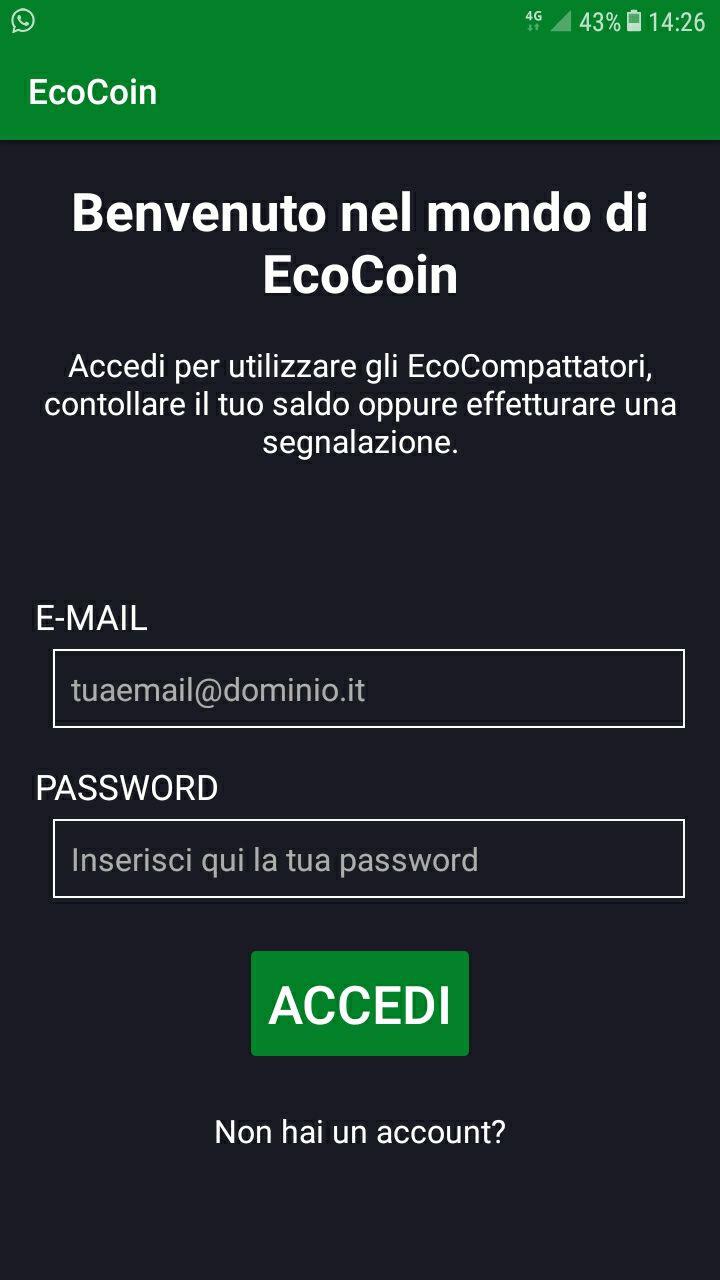 4G 43% 14:26
EcoCoin
Benvenuto nel mondo di
EcoCoin
Accedi per utilizzare gli EcoCompattatori,
contollare il tuo saldo oppure effetturare una
segnalazione.
E-MAIL
tuaemail@dominio.it
PASSWORD
Inserisci qui la tua password
ACCEDI
Non hai un account?